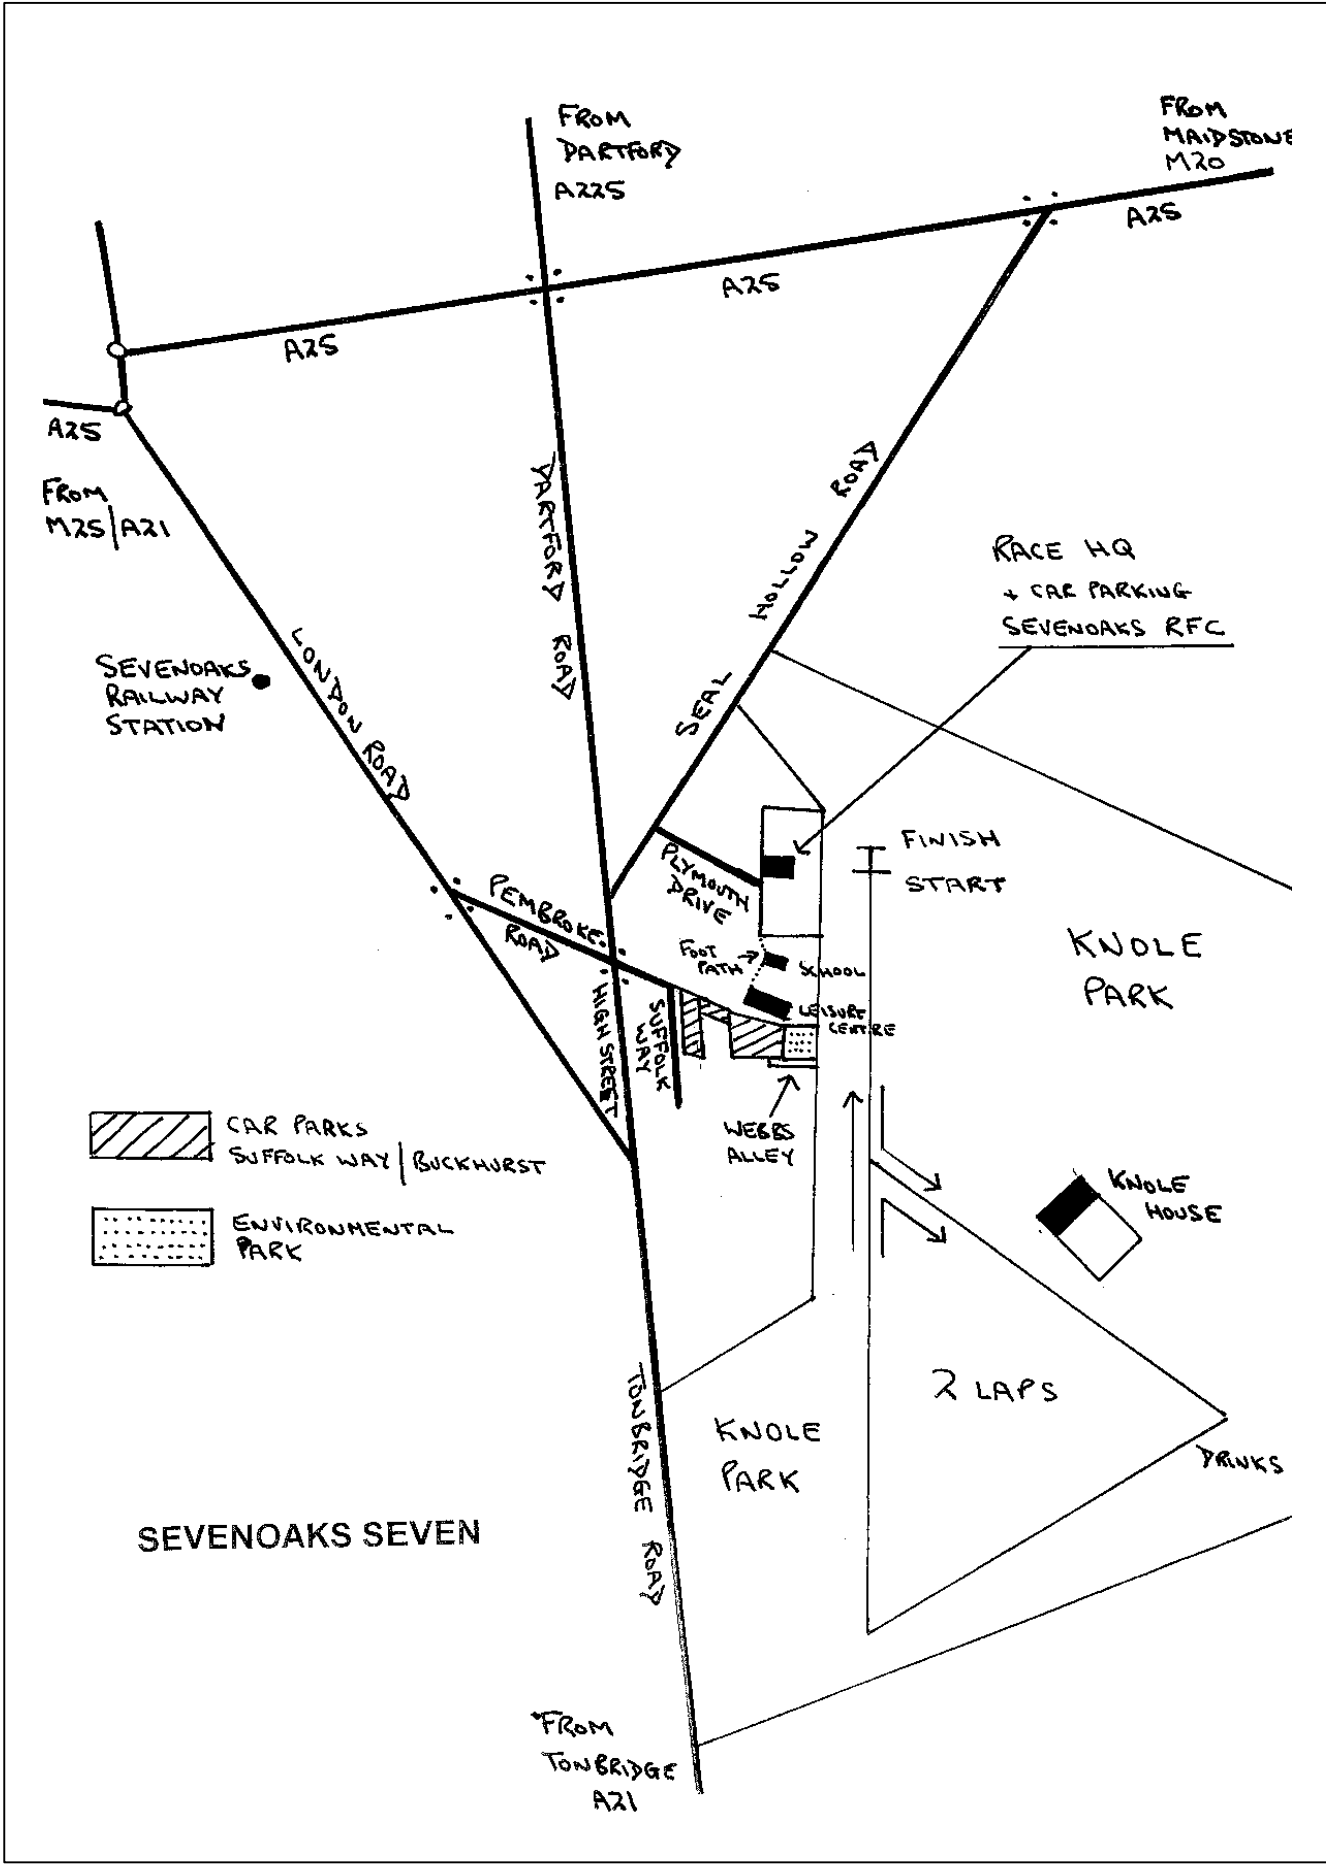 FROM
DARTFORD
A225
FROM
MAIDSTONE
M20
A25
A25
A25
A25
FROM
M25/A21
DARTFORD ROAD
SEAL HOLLOW ROAD
RACE HQ
+ CAR PARKING
SEVENOAKS RFC
LONDON ROAD
SEVENOAKS
RAILWAY
STATION
FINISH
START
PLYMOUTH
DRIVE
PEMBROKE
ROAD
KNOLE
PARK
FOOT
PATH
SCHOOL
LEISURE
CENTRE
HIGH STREET
SUFFOLK
WAY
WEBBS
ALLEY
CAR PARKS
SUFFOLK WAY / BUCKHURST
KNOLE
HOUSE
ENVIRONMENTAL
PARK
2 LAPS
TONBRIDGE ROAD
KNOLE
PARK
DRINKS
SEVENOAKS SEVEN
FROM
TONBRIDGE
A21